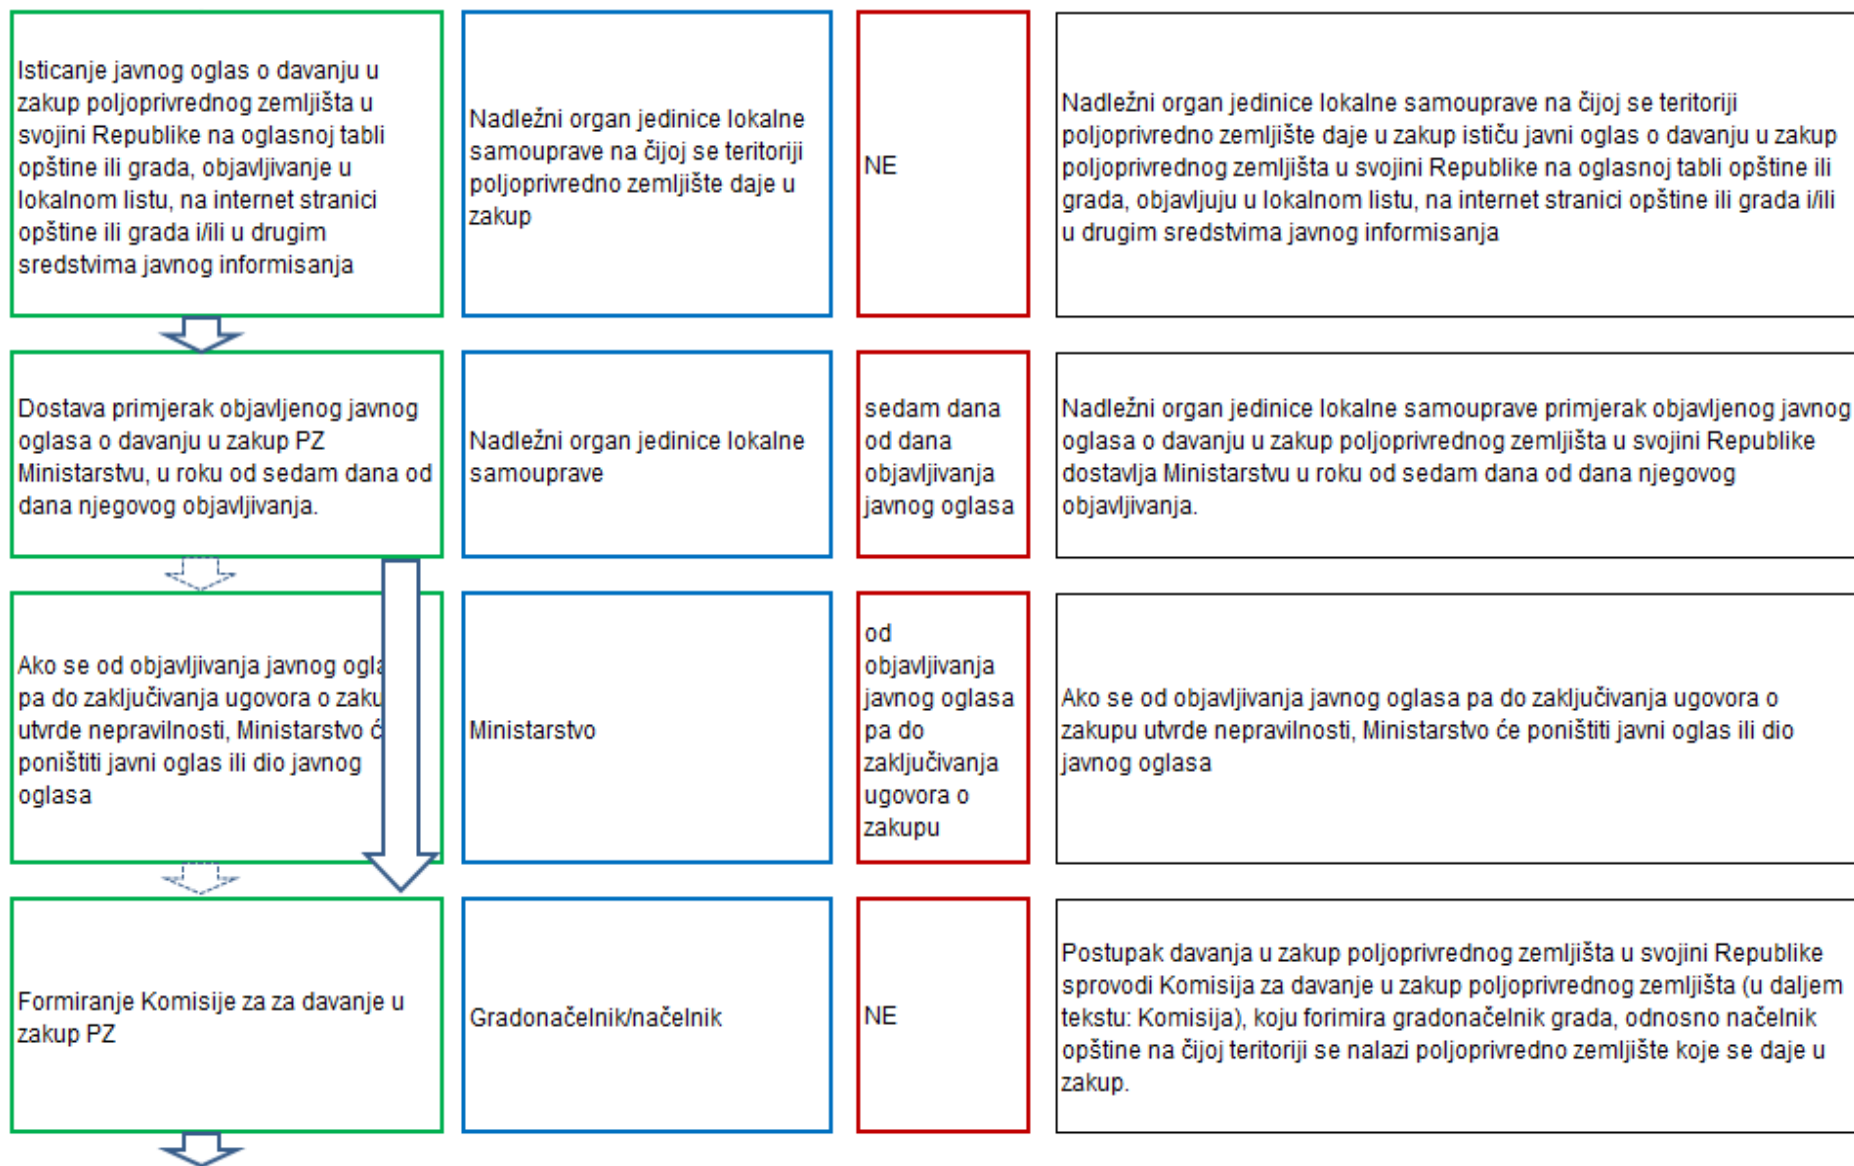 Isticanje javnog oglas o davanju u
zakup poljoprivrednog zemljišta u
svojini Republike na oglasnoj tabli
opštine ili grada, objavljivanje u
lokalnom listu, na internet stranici
opštine ili grada i/ili u drugim
sredstvima javnog informisanja
Nadležni organ jedinice lokalne
samouprave na čijoj se teritoriji
poljoprivredno zemljište daje u
zakup
NE
Nadležni organ jedinice lokalne samouprave na čijoj se teritoriji
poljoprivredno zemljište daje u zakup ističu javni oglas o davanju u zakup
poljoprivrednog zemljišta u svojini Republike na oglasnoj tabli opštine ili
grada, objavljuju u lokalnom listu, na internet stranici opštine ili grada i/ili
u drugim sredstvima javnog informisanja
Dostava primjerak objavljenog javnog
oglasa o davanju u zakup PZ
Ministarstvu, u roku od sedam dana od
dana njegovog objavljivanja.
Nadležni organ jedinice lokalne
samouprave
sedam dana
od dana
objavljivanja
javnog oglasa
Nadležni organ jedinice lokalne samouprave primjerak objavljenog javnog
oglasa o davanju u zakup poljoprivrednog zemljišta u svojini Republike
dostavlja Ministarstvu u roku od sedam dana od dana njegovog
objavljivanja.
Ako se od objavljivanja javnog
pa do zaključivanja ugovora o
utvrde nepravilnosti, Ministarstvo
poništiti javni oglas ili dio javnog
oglasa
Ministarstvo
od
objavljivanja
javnog oglasa
pa do
zaključivanja
ugovora o
zakupu
Ako se od objavljivanja javnog oglasa pa do zaključivanja ugovora o
zakupu utvrde nepravilnosti, Ministarstvo će poništiti javni oglas ili dio
javnog oglasa
Formiranje Komisije za za davanje u
zakup PZ
Gradonačelnik/načelnik
NE
Postupak davanja u zakup poljoprivrednog zemljišta u svojini Republike
sprovodi Komisija za davanje u zakup poljoprivrednog zemljišta (u daljem
tekstu: Komisija), koju forimira gradonačelnik grada, odnosno načelnik
opštine na čijoj teritoriji se nalazi poljoprivredno zemljište koje se daje u
zakup.